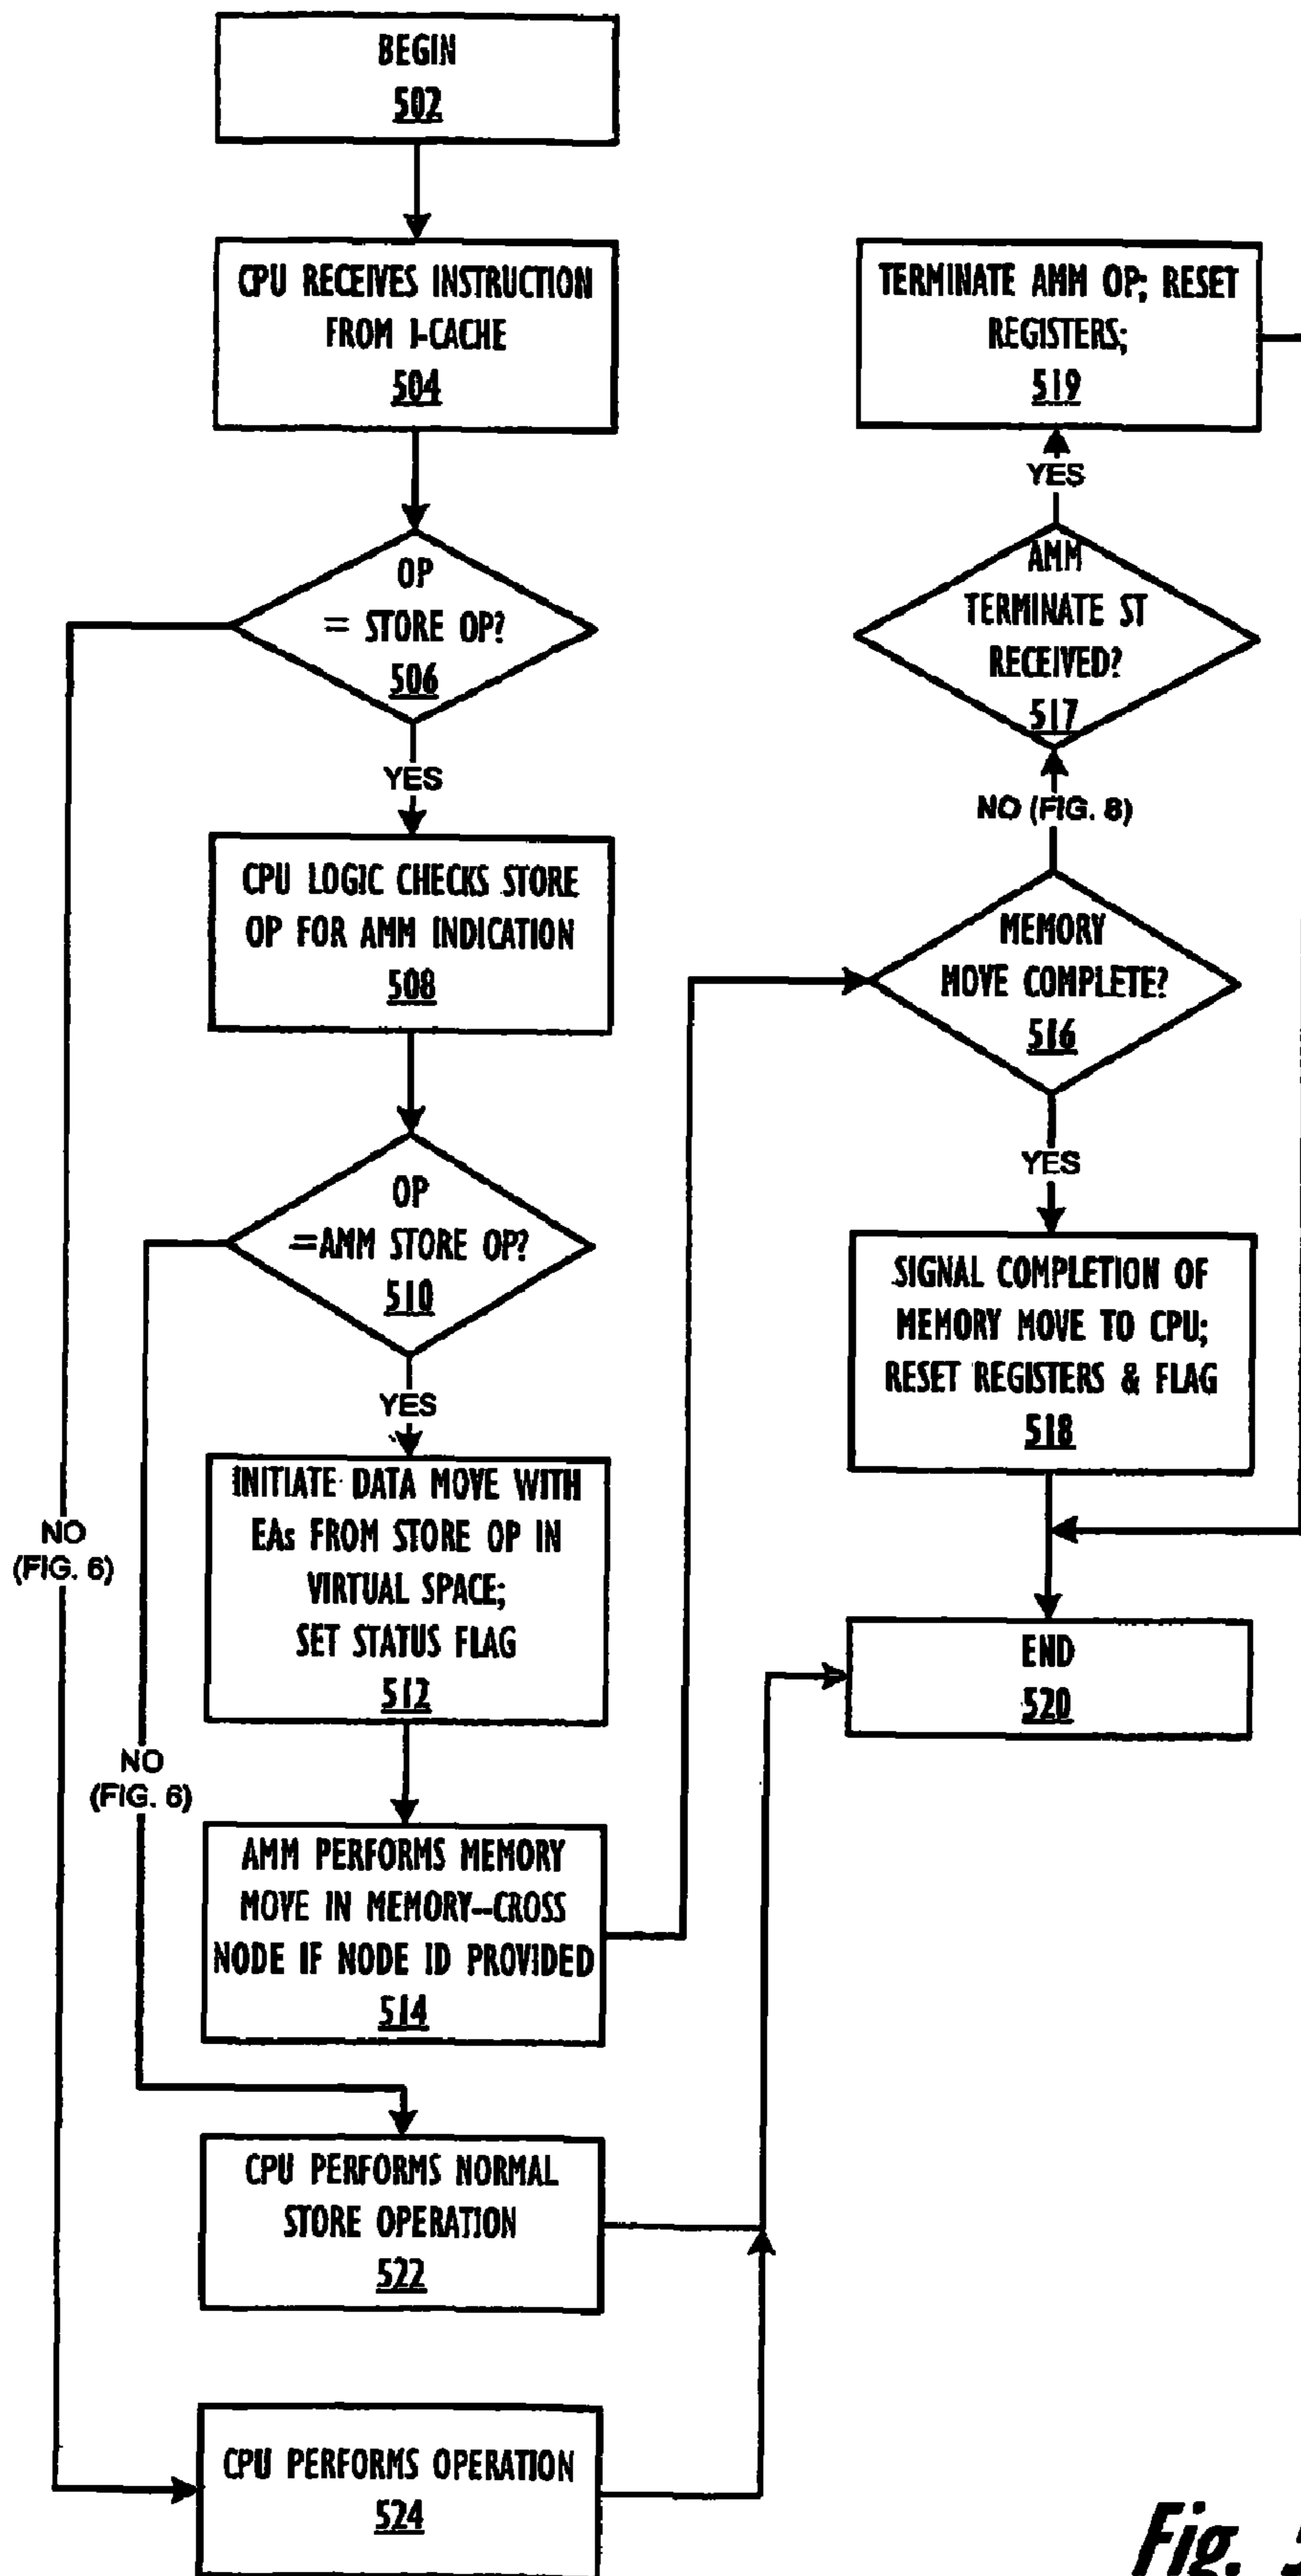 BEGIN
502
CPU RECEIVES INSTRUCTION
FROM I-CACHE
504
OP
= STORE OP?
506
YES
CPU LOGIC CHECKS STORE
OP FOR AMM INDICATION
508
OP
=AMM STORE OP?
510
YES
INITIATE DATA MOVE WITH
EAs FROM STORE OP IN
VIRTUAL SPACE;
SET STATUS FLAG
512
NO
(FIG. 6)
NO
(FIG. 6)
AMM PERFORMS MEMORY
MOVE IN MEMORY--CROSS
NODE IF NODE ID PROVIDED
514
CPU PERFORMS NORMAL
STORE OPERATION
522
CPU PERFORMS OPERATION
524
TERMINATE AMM OP; RESET
REGISTERS;
519
YES
AMM
TERMINATE ST
RECEIVED?
517
NO (FIG. 8)
MEMORY
MOVE COMPLETE?
516
YES
SIGNAL COMPLETION OF
MEMORY MOVE TO CPU;
RESET REGISTERS & FLAG
518
END
520
Fig.